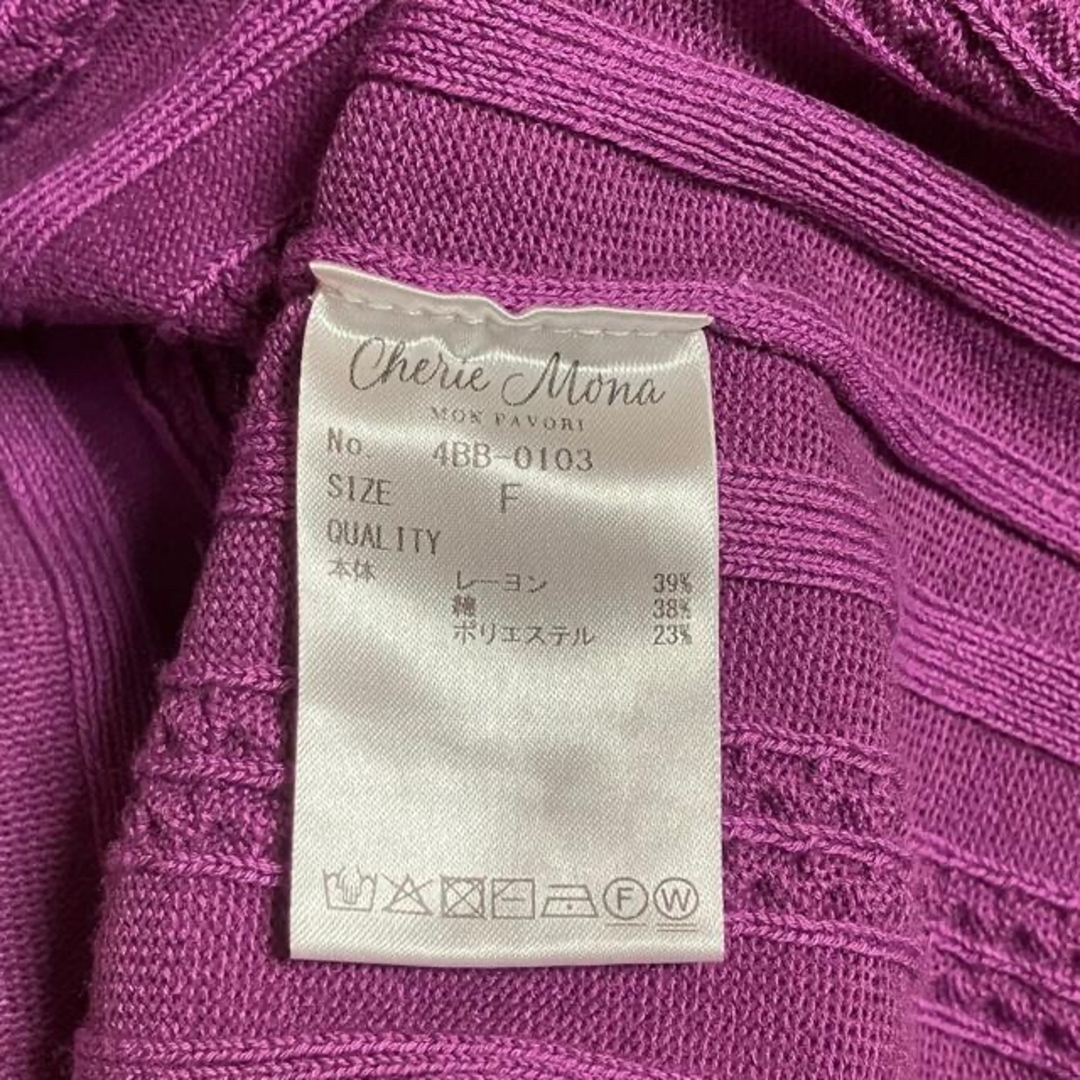 Cherie Mona
MON FAVORI
No. 4BB-0103
SIZE F
QUALITY
本体 レーヨン 39%
綿 38%
ポリエステル 23%
F W